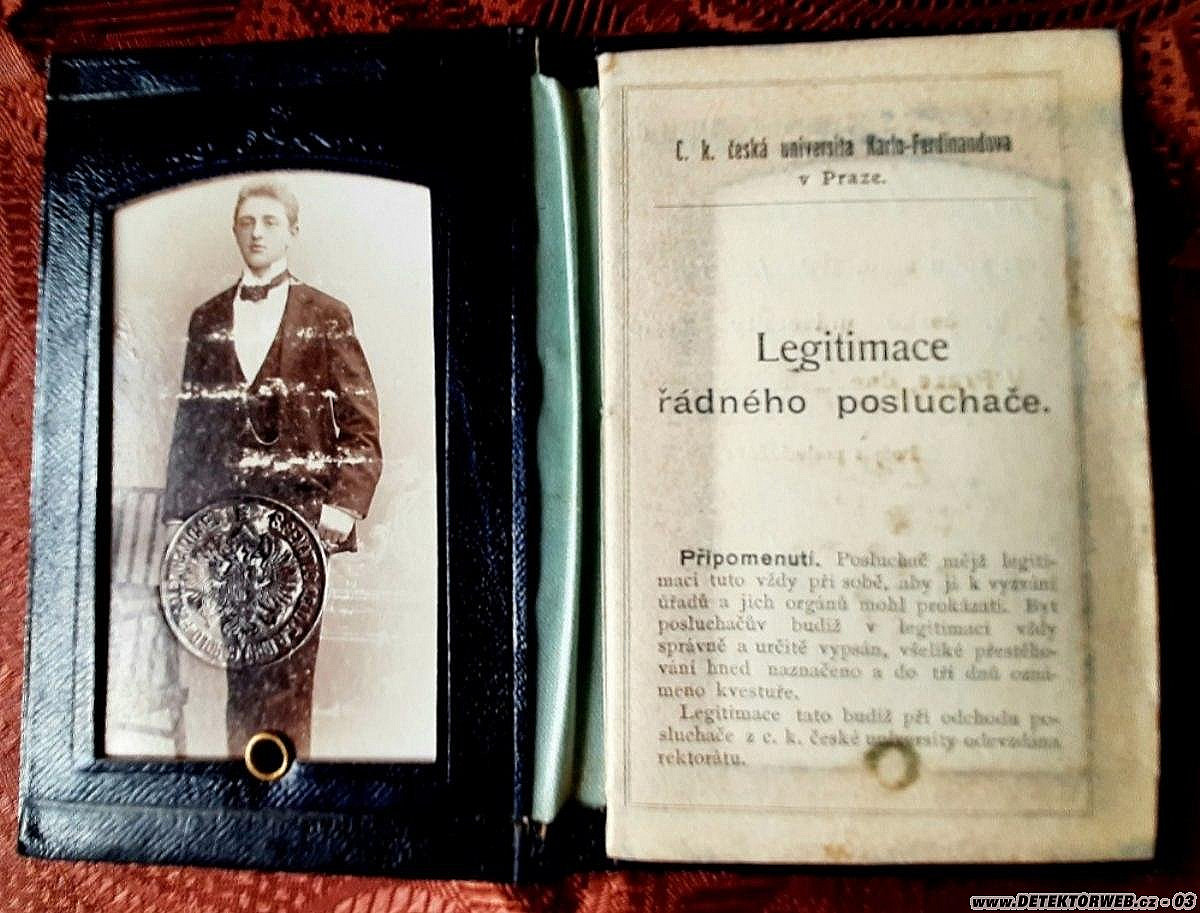 C. k. česká universita Karlo-Ferdinandova
v Praze.
Legitimace
řádného posluchače.
Připomenutí. Posluchač mějž legiti-
maci tuto vždy při sobě, aby ji k vyzvání
úřadů a jich orgánů mohl prokázati. Byt
posluchačův budiž v legitimaci vždy
správně a určitě vypsán, všeliké přestěho-
vání hned naznačeno a do tří dnů ozná-
meno kvestuře.
Legitimace tato budiž při odchodu po-
sluchače z c. k. české university odevzdána
rektorátu.
www.DETEKTORWEB.cz - 03